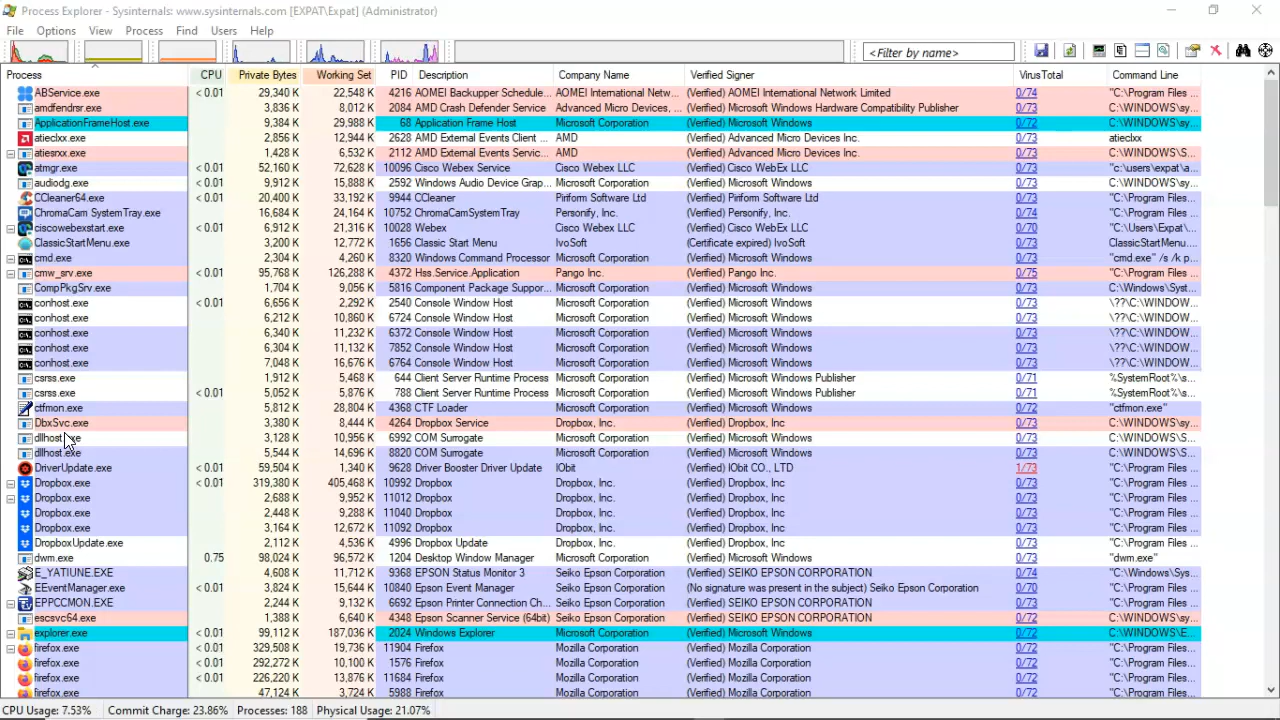 Process Explorer - Sysinternals: www.sysinternals.com [EXPAT\Expat] (Administrator)
File Options View Process Find Users Help
<Filter by name>
Process CPU Private Bytes Working Set PID Description Company Name Verified Signer VirusTotal Command Line
ABService.exe < 0.01 29,340 K 22,548 K 4216 AOMEI Backupper Schedule... AOMEI International Netw... (Verified) AOMEI International Network Limited 0/74 "C:\Program Files ...
amdfendrsr.exe 3,836 K 8,012 K 2084 AMD Crash Defender Service Advanced Micro Devices, ... (Verified) Microsoft Windows Hardware Compatibility Publisher 0/73 C:\WINDOWS\sy...
ApplicationFrameHost.exe 9,384 K 29,988 K 68 Application Frame Host Microsoft Corporation (Verified) Microsoft Windows 0/72 C:\WINDOWS\sy...
atieclxx.exe 2,856 K 12,944 K 2628 AMD External Events Client ... AMD (Verified) Advanced Micro Devices Inc. 0/73 atieclxx
atiesrxx.exe 1,428 K 6,532 K 2112 AMD External Events Servic... AMD (Verified) Advanced Micro Devices Inc. 0/73 C:\WINDOWS\S...
atmgr.exe < 0.01 52,160 K 72,628 K 10096 Cisco Webex Service Cisco WebEx LLC (Verified) Cisco WebEx LLC 0/73 "c:\users\expat\a...
audiodg.exe < 0.01 9,912 K 15,888 K 2592 Windows Audio Device Grap... Microsoft Corporation (Verified) Microsoft Windows 0/73 C:\WINDOWS\sy...
CCleaner64.exe < 0.01 20,400 K 33,192 K 9944 CCleaner Piriform Software Ltd (Verified) Piriform Software Ltd 0/73 "C:\Program Files...
ChromaCam SystemTray.exe 16,684 K 24,164 K 10752 ChromaCamSystemTray Personify, Inc. (Verified) Personify, Inc. 0/74 "C:\Program Files ...
ciscowebexstart.exe < 0.01 6,912 K 21,316 K 10028 Webex Cisco WebEx LLC (Verified) Cisco WebEx LLC 0/70 "C:\Users\Expat\...
ClassicStartMenu.exe 3,200 K 12,772 K 1656 Classic Start Menu IvoSoft (Certificate expired) IvoSoft 0/73 ClassicStartMenu....
cmd.exe 2,304 K 4,260 K 8320 Windows Command Processor Microsoft Corporation (Verified) Microsoft Windows 0/73 "cmd.exe" /s /k p...
cmw_srv.exe < 0.01 95,768 K 126,288 K 4372 Hss.Service.Application Pango Inc. (Verified) Pango Inc. 0/75 "C:\Program Files...
CompPkgSrv.exe 1,704 K 9,056 K 5816 Component Package Suppor... Microsoft Corporation (Verified) Microsoft Windows 0/73 C:\Windows\Syst...
conhost.exe < 0.01 6,656 K 2,292 K 2540 Console Window Host Microsoft Corporation (Verified) Microsoft Windows 0/73 \??\C:\WINDOW...
conhost.exe 6,212 K 10,860 K 6724 Console Window Host Microsoft Corporation (Verified) Microsoft Windows 0/73 \??\C:\WINDOW...
conhost.exe 6,340 K 11,232 K 6372 Console Window Host Microsoft Corporation (Verified) Microsoft Windows 0/73 \??\C:\WINDOW...
conhost.exe 6,304 K 11,132 K 7852 Console Window Host Microsoft Corporation (Verified) Microsoft Windows 0/73 \??\C:\WINDOW...
conhost.exe 7,048 K 16,676 K 6764 Console Window Host Microsoft Corporation (Verified) Microsoft Windows 0/73 \??\C:\WINDOW...
csrss.exe 1,912 K 5,468 K 644 Client Server Runtime Process Microsoft Corporation (Verified) Microsoft Windows Publisher 0/71 %SystemRoot%\s...
csrss.exe < 0.01 5,052 K 5,876 K 788 Client Server Runtime Process Microsoft Corporation (Verified) Microsoft Windows Publisher 0/71 %SystemRoot%\s...
ctfmon.exe 5,812 K 28,804 K 4368 CTF Loader Microsoft Corporation (Verified) Microsoft Windows 0/72 "ctfmon.exe"
DbxSvc.exe 3,380 K 8,444 K 4264 Dropbox Service Dropbox, Inc. (Verified) Dropbox, Inc 0/73 C:\WINDOWS\sy...
dllhost.exe 3,128 K 10,956 K 6992 COM Surrogate Microsoft Corporation (Verified) Microsoft Windows 0/73 C:\WINDOWS\S...
dllhost.exe 5,544 K 14,696 K 8820 COM Surrogate Microsoft Corporation (Verified) Microsoft Windows 0/73 C:\WINDOWS\S...
DriverUpdate.exe < 0.01 59,504 K 1,340 K 9628 Driver Booster Driver Update IObit (Verified) IObit CO., LTD 1/73 "C:\Program Files ...
Dropbox.exe < 0.01 319,380 K 405,468 K 10992 Dropbox Dropbox, Inc. (Verified) Dropbox, Inc 0/73 "C:\Program Files ...
Dropbox.exe 2,688 K 9,952 K 11012 Dropbox Dropbox, Inc. (Verified) Dropbox, Inc 0/73 "C:\Program Files ...
Dropbox.exe 2,448 K 9,288 K 11040 Dropbox Dropbox, Inc. (Verified) Dropbox, Inc 0/73 "C:\Program Files ...
Dropbox.exe 3,164 K 12,672 K 11092 Dropbox Dropbox, Inc. (Verified) Dropbox, Inc 0/73 "C:\Program Files ...
DropboxUpdate.exe 2,112 K 4,536 K 4996 Dropbox Update Dropbox, Inc. (Verified) Dropbox, Inc 0/73 "C:\Program Files ...
dwm.exe 0.75 98,024 K 96,572 K 1204 Desktop Window Manager Microsoft Corporation (Verified) Microsoft Windows 0/73 "dwm.exe"
E_YATIUNE.EXE 4,608 K 11,712 K 9368 EPSON Status Monitor 3 Seiko Epson Corporation (Verified) SEIKO EPSON CORPORATION 0/74 "C:\Windows\Sys...
EEventManager.exe < 0.01 3,824 K 15,644 K 10840 Epson Event Manager Seiko Epson Corporation (No signature was present in the subject) Seiko Epson Corporation 0/70 "C:\Program Files ...
EPPCCMON.EXE 2,244 K 9,132 K 6692 Epson Printer Connection Ch... Seiko Epson Corporation (Verified) SEIKO EPSON CORPORATION 0/73 "C:\Program Files ...
escsvc64.exe 1,388 K 6,640 K 4348 Epson Scanner Service (64bit) Seiko Epson Corporation (Verified) SEIKO EPSON CORPORATION 0/72 C:\WINDOWS\sy...
explorer.exe < 0.01 99,112 K 187,036 K 2024 Windows Explorer Microsoft Corporation (Verified) Microsoft Windows 0/72 C:\WINDOWS\E...
firefox.exe < 0.01 329,508 K 19,736 K 11904 Firefox Mozilla Corporation (Verified) Mozilla Corporation 0/72 "C:\Program Files...
firefox.exe < 0.01 292,272 K 10,100 K 1576 Firefox Mozilla Corporation (Verified) Mozilla Corporation 0/72 "C:\Program Files ...
firefox.exe < 0.01 226,220 K 9,920 K 11684 Firefox Mozilla Corporation (Verified) Mozilla Corporation 0/72 "C:\Program Files ...
firefox.exe 47,124 K 3,724 K 5988 Firefox Mozilla Corporation (Verified) Mozilla Corporation 0/72 "C:\Program Files ...
CPU Usage: 7.53% Commit Charge: 23.86% Processes: 188 Physical Usage: 21.07%